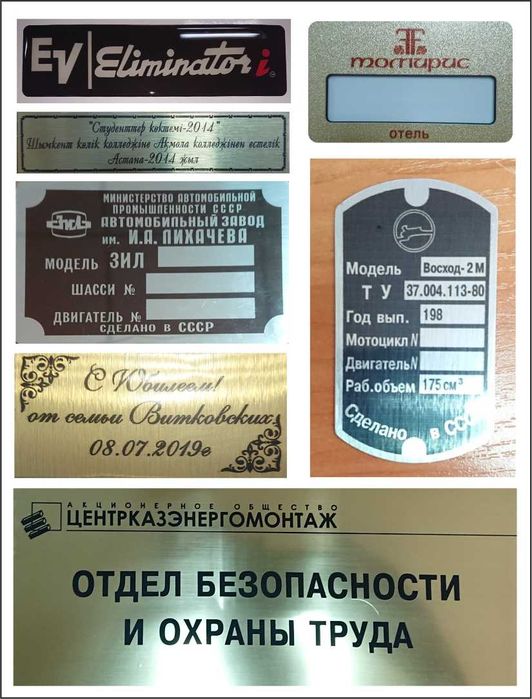 EV Eliminator i
томирис
отель
"Студенттер көктемі-2014"
Шымкент көлік колледжіне Ақмола колледжінен естелік
Астана-2014 жыл
МИНИСТЕРСТВО АВТОМОБИЛЬНОЙ
ПРОМЫШЛЕННОСТИ СССР
АВТОМОБИЛЬНЫЙ ЗАВОД
ИМ. И.А. ЛИХАЧЕВА
ЗИЛ
МОДЕЛЬ ЗИЛ
ШАССИ №
ДВИГАТЕЛЬ №
СДЕЛАНО В СССР
Модель Восход-2М
Т У 37.004.113-80
Год вып. 198
Мотоцикл N
Двигатель N
Раб.объем 175 см³
Сделано в СССР
С Юбилеем!
от семьи Витковских
08.07.2019г
АКЦИОНЕРНОЕ ОБЩЕСТВО
ЦЕНТРКАЗЭНЕРГОМОНТАЖ
ОТДЕЛ БЕЗОПАСНОСТИ
И ОХРАНЫ ТРУДА